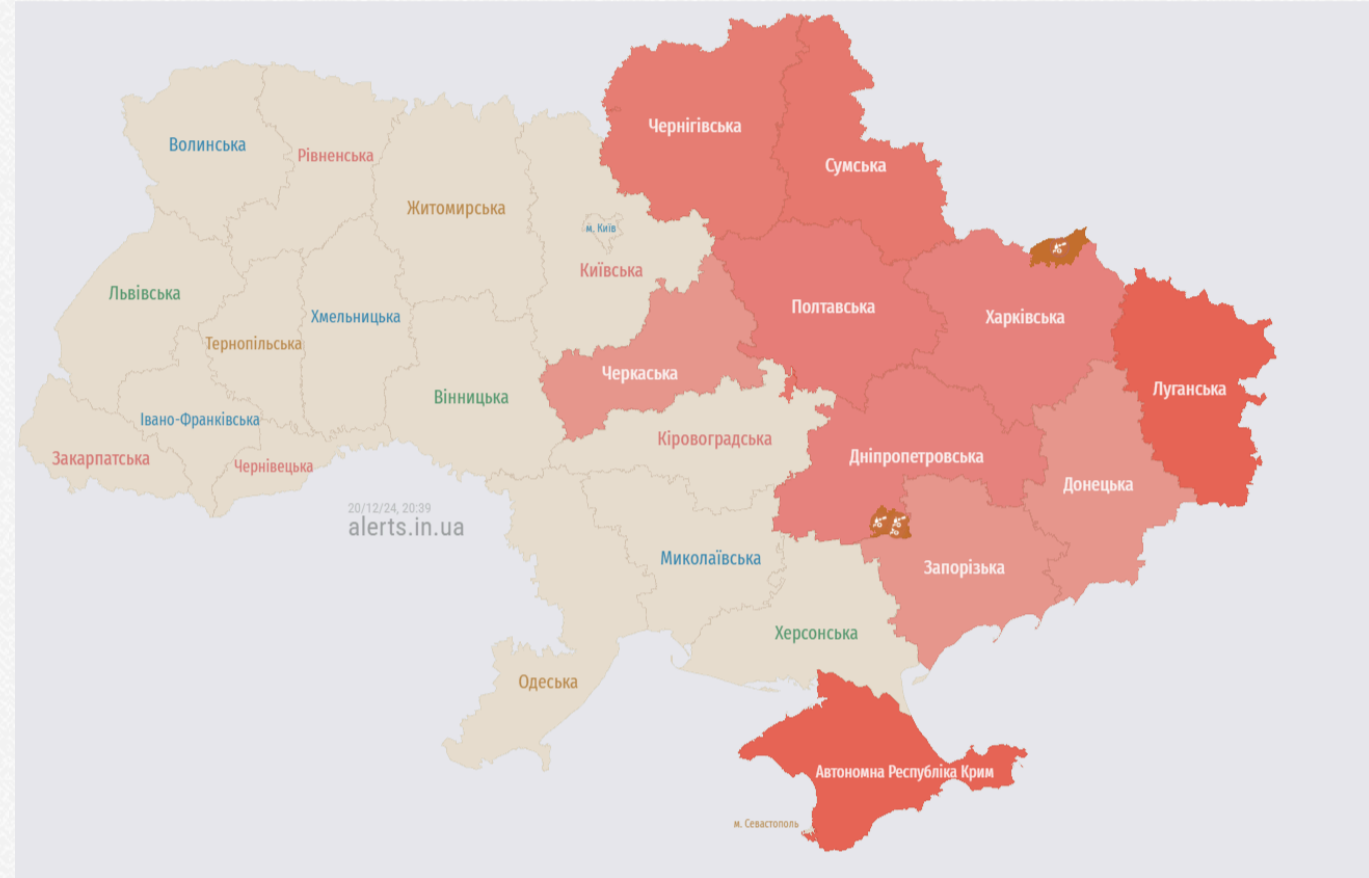 Чернігівська
Сумська
Волинська
Рівненська
Житомирська
м. Київ
Київська
Львівська
Хмельницька
Полтавська
Харківська
Тернопільська
Черкаська
Луганська
Вінницька
Івано-Франківська
Кіровоградська
Дніпропетровська
Закарпатська
Чернівецька
Донецька
20/12/24, 20:39
alerts.in.ua
Миколаївська
Запорізька
Херсонська
Одеська
Автономна Республіка Крим
м. Севастополь